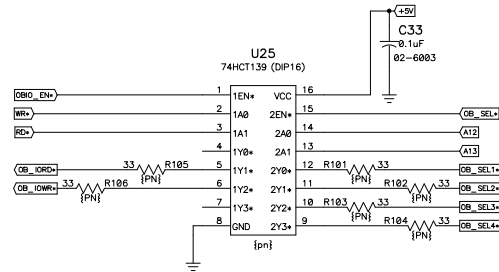 +5V
C33
0.1uF
02-6003
U25
74HCT139 (DIP16)
OBIO_EN* 1 1EN* VCC 16
WR* 2 1A0 2EN* 15 OB_SEL*
RD* 3 1A1 2A0 14 A12
4 1Y0* 2A1 13 A13
OB_IORD* 33 R105 {PN} 5 1Y1* 2Y0* 12 R101 33 {PN} OB_SEL1*
OB_IOWR* 33 R106 {PN} 6 1Y2* 2Y1* 11 R102 33 {PN} OB_SEL2*
7 1Y3* 2Y2* 10 R103 33 {PN} OB_SEL3*
8 GND 2Y3* 9 R104 33 {PN} OB_SEL4*
{pn}